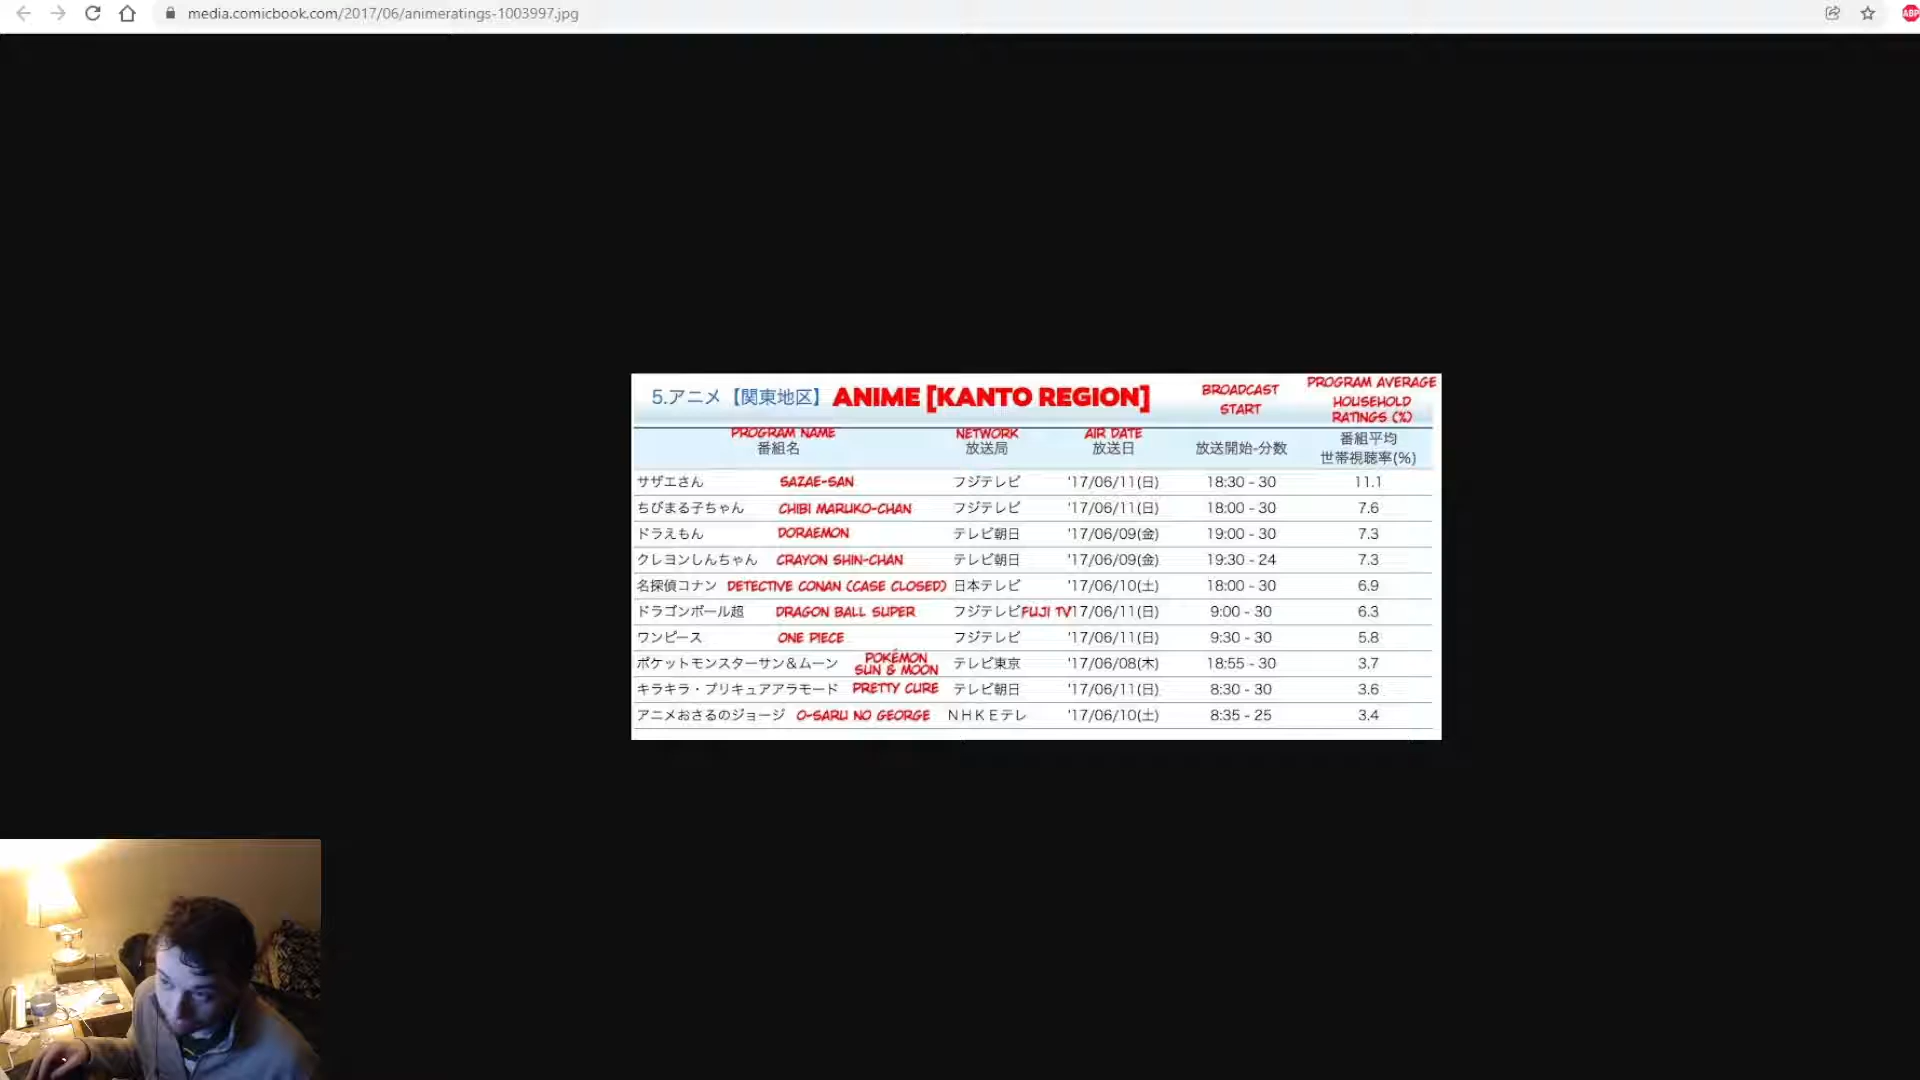 media.comicbook.com/2017/06/animeratings-1003997.jpg
ABP
5.アニメ【関東地区】 ANIME [KANTO REGION] BROADCAST START PROGRAM AVERAGE HOUSEHOLD RATINGS (%)
PROGRAM NAME NETWORK AIR DATE
番組名 放送局 放送日 放送開始-分数 番組平均世帯視聴率(%)
サザエさん SAZAE-SAN フジテレビ '17/06/11(日) 18:30 - 30 11.1
ちびまる子ちゃん CHIBI MARUKO-CHAN フジテレビ '17/06/11(日) 18:00 - 30 7.6
ドラえもん DORAEMON テレビ朝日 '17/06/09(金) 19:00 - 30 7.3
クレヨンしんちゃん CRAYON SHIN-CHAN テレビ朝日 '17/06/09(金) 19:30 - 24 7.3
名探偵コナン DETECTIVE CONAN (CASE CLOSED) 日本テレビ '17/06/10(土) 18:00 - 30 6.9
ドラゴンボール超 DRAGON BALL SUPER フジテレビ FUJI TV '17/06/11(日) 9:00 - 30 6.3
ワンピース ONE PIECE フジテレビ '17/06/11(日) 9:30 - 30 5.8
ポケットモンスターサン＆ムーン POKÉMON SUN & MOON テレビ東京 '17/06/08(木) 18:55 - 30 3.7
キラキラ・プリキュアアラモード PRETTY CURE テレビ朝日 '17/06/11(日) 8:30 - 30 3.6
アニメおさるのジョージ O-SARU NO GEORGE ＮＨＫＥテレ '17/06/10(土) 8:35 - 25 3.4